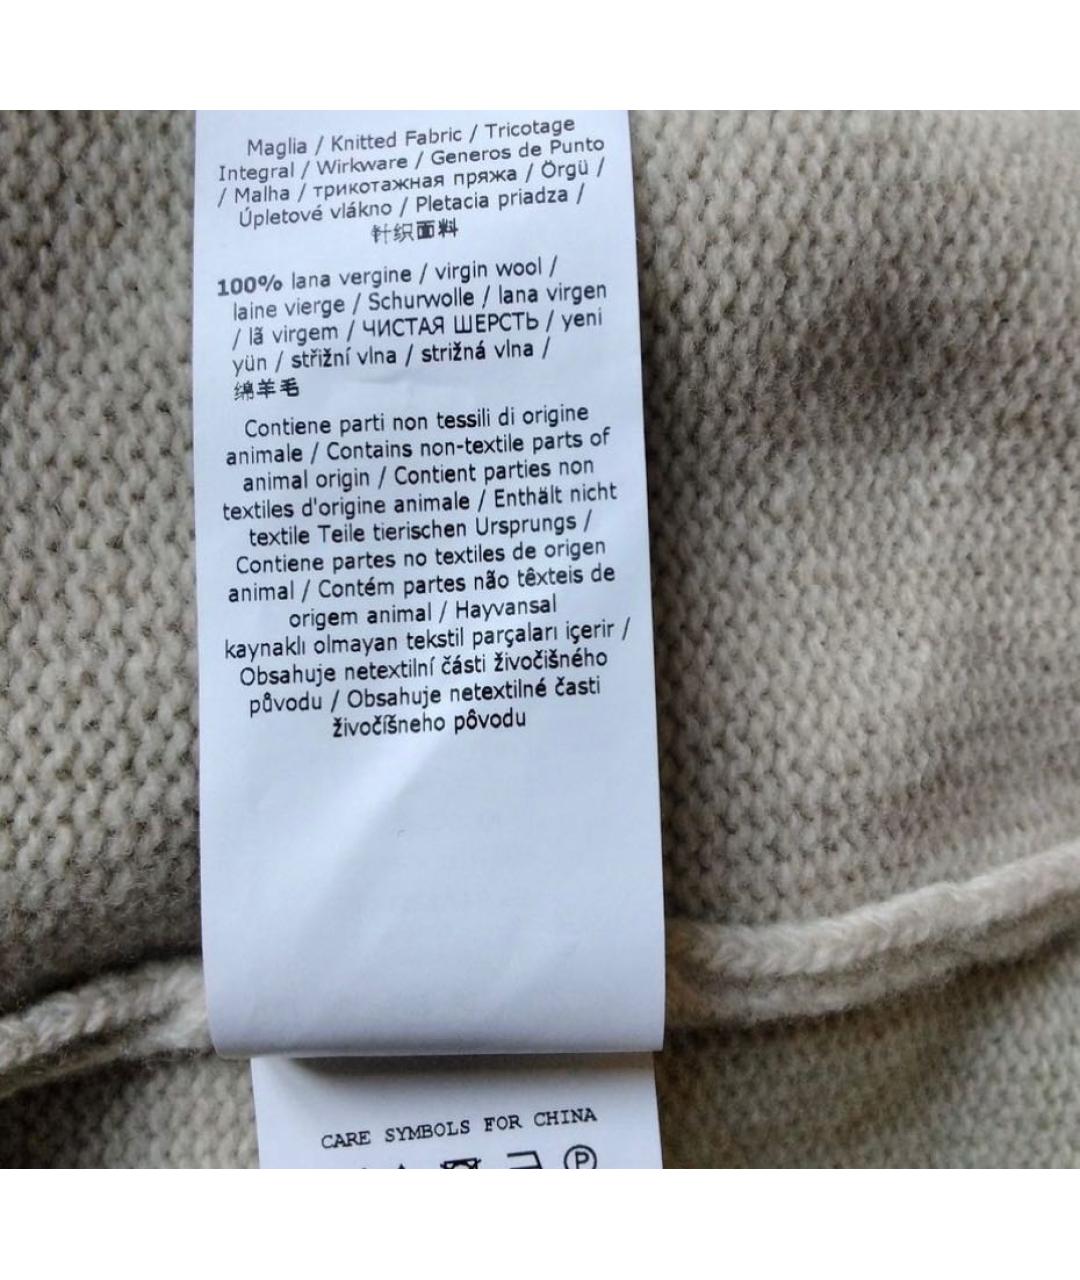 Maglia / Knitted Fabric / Tricotage
Integral / Wirkware / Generos de Punto
/ Malha / трикотажная пряжа / Örgü /
Úpletové vlákno / Pletacia priadza /
针织面料
100% lana vergine / virgin wool /
laine vierge / Schurwolle / lana virgen
/ lã virgem / ЧИСТАЯ ШЕРСТЬ / yeni
yün / střižní vlna / strižná vlna /
绵羊毛
Contiene parti non tessili di origine
animale / Contains non-textile parts of
animal origin / Contient parties non
textiles d'origine animale / Enthält nicht
textile Teile tierischen Ursprungs /
Contiene partes no textiles de origen
animal / Contém partes não têxteis de
origem animal / Hayvansal
kaynaklı olmayan tekstil parçaları içerir /
Obsahuje netextilní části živočišného
původu / Obsahuje netextilné časti
živočíšneho pôvodu
CARE SYMBOLS FOR CHINA
P